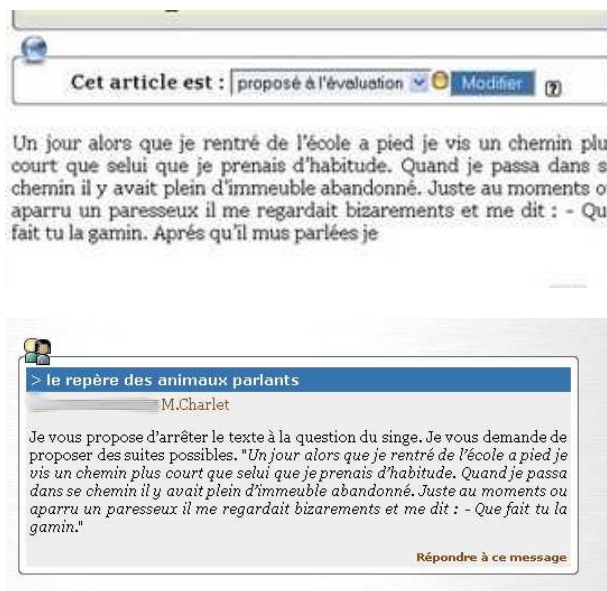 Cet article est : proposé à l'évaluation Modifier ?
Un jour alors que je rentré de l'école a pied je vis un chemin plu
court que selui que je prenais d'habitude. Quand je passa dans s
chemin il y avait plein d'immeuble abandonné. Juste au moments o
aparru un paresseux il me regardait bizarements et me dit : - Qu
fait tu la gamin. Aprés qu'il mus parlées je
> le repère des animaux parlants
M.Charlet
Je vous propose d'arrêter le texte à la question du singe. Je vous demande de
proposer des suites possibles. "Un jour alors que je rentré de l'école a pied je
vis un chemin plus court que selui que je prenais d'habitude. Quand je passa
dans se chemin il y avait plein d'immeuble abandonné. Juste au moments ou
aparru un paresseux il me regardait bizarements et me dit : - Que fait tu la
gamin."
Répondre à ce message